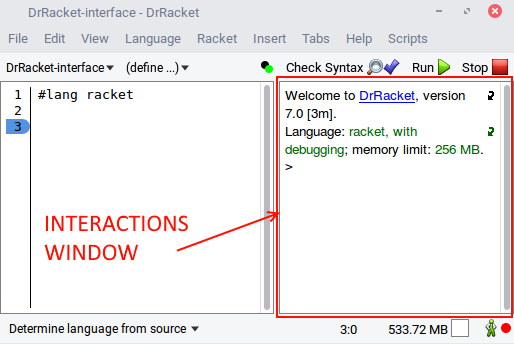 DrRacket-interface - DrRacket
File Edit View Language Racket Insert Tabs Help Scripts
DrRacket-interface (define ...) Check Syntax Run Stop
1 #lang racket
2
3
Welcome to DrRacket, version
7.0 [3m].
Language: racket, with
debugging; memory limit: 256 MB.
>
INTERACTIONS
WINDOW
Determine language from source 3:0 533.72 MB